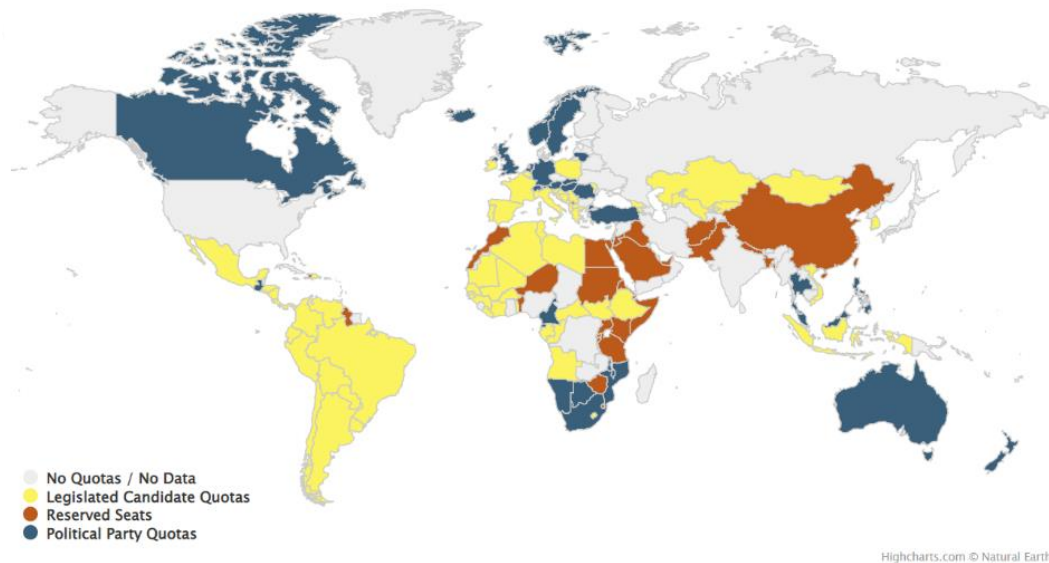 No Quotas / No Data
Legislated Candidate Quotas
Reserved Seats
Political Party Quotas
Highcharts.com © Natural Earth